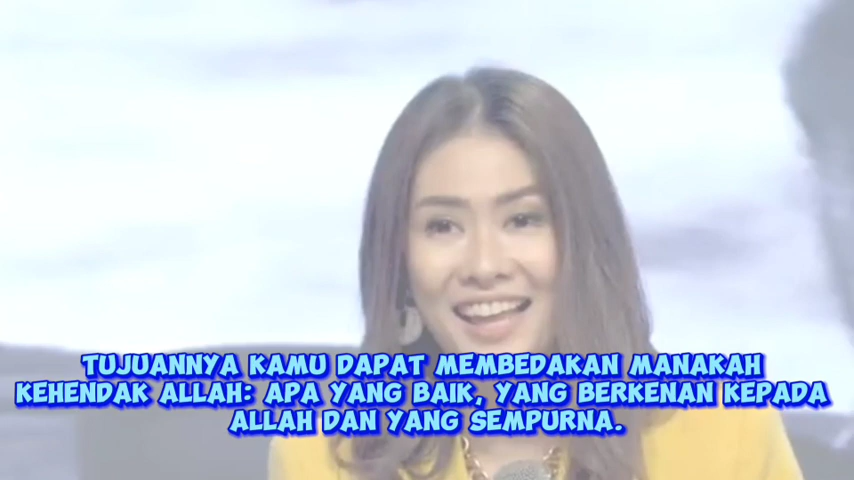 TUJUANNYA KAMU DAPAT MEMBEDAKAN MANAKAH
KEHENDAK ALLAH: APA YANG BAIK, YANG BERKENAN KEPADA
ALLAH DAN YANG SEMPURNA.